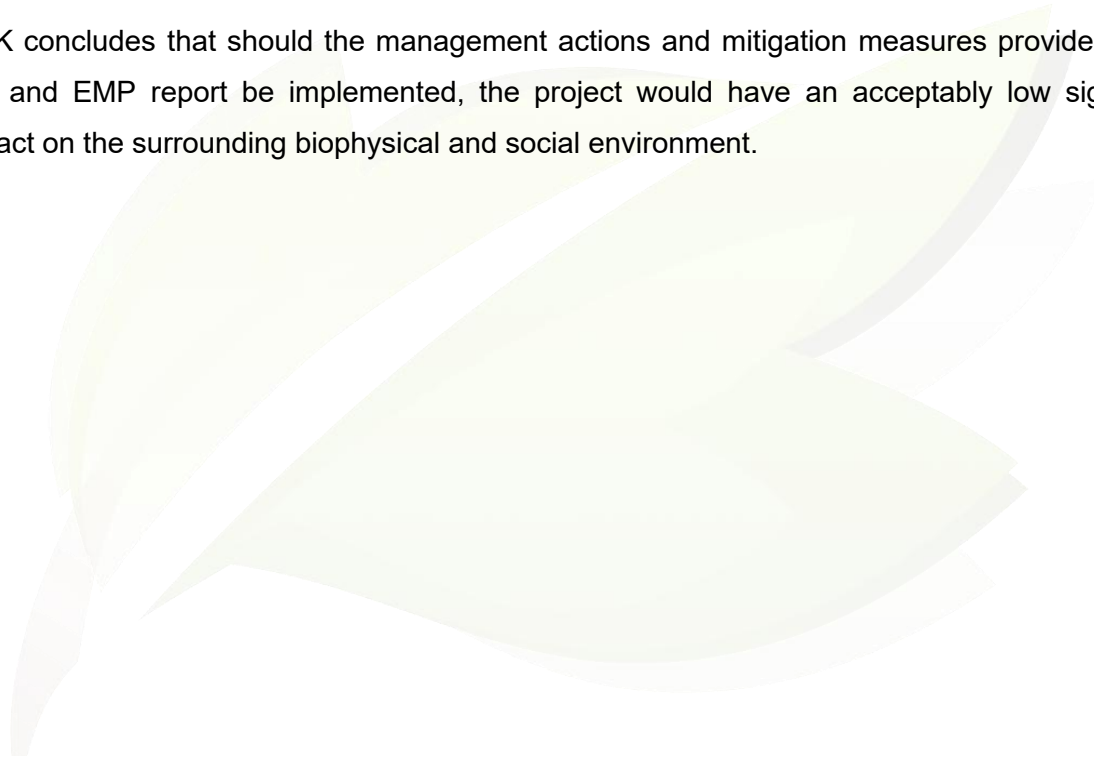 K concludes that should the management actions and mitigation measures provide
and EMP report be implemented, the project would have an acceptably low sig
act on the surrounding biophysical and social environment.